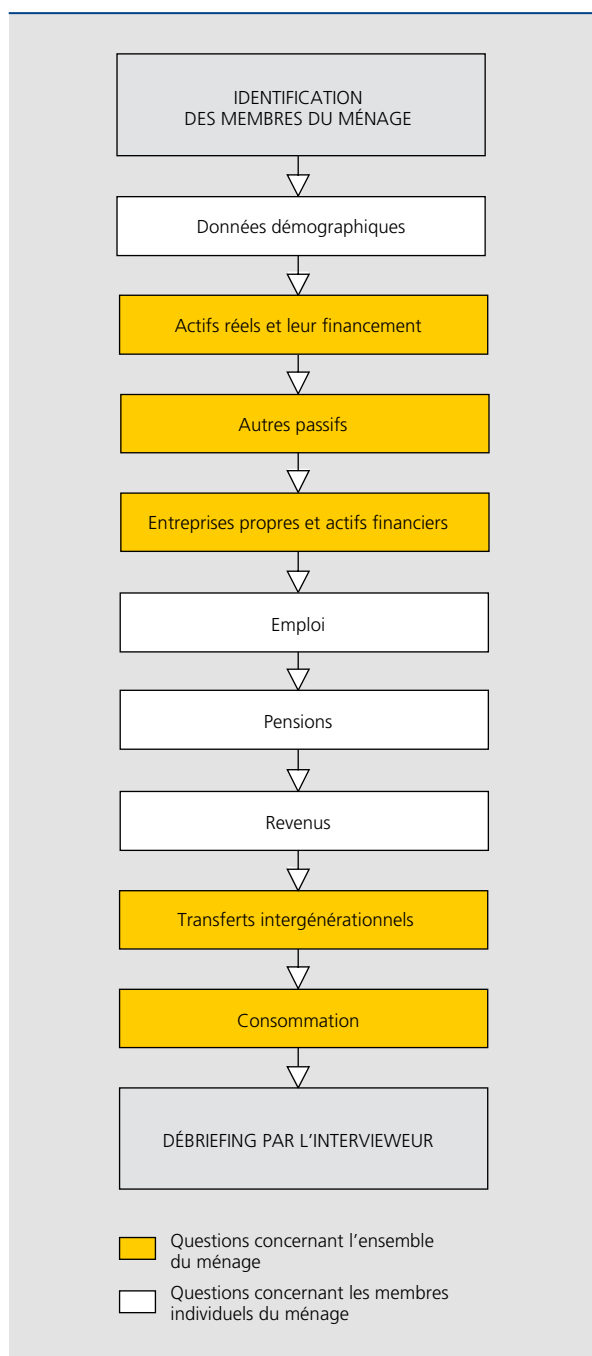 IDENTIFICATION
DES MEMBRES DU MÉNAGE
Données démographiques
Actifs réels et leur financement
Autres passifs
Entreprises propres et actifs financiers
Emploi
Pensions
Revenus
Transferts intergénérationnels
Consommation
DÉBRIEFING PAR L'INTERVIEWEUR
Questions concernant l'ensemble
du ménage
Questions concernant les membres
individuels du ménage